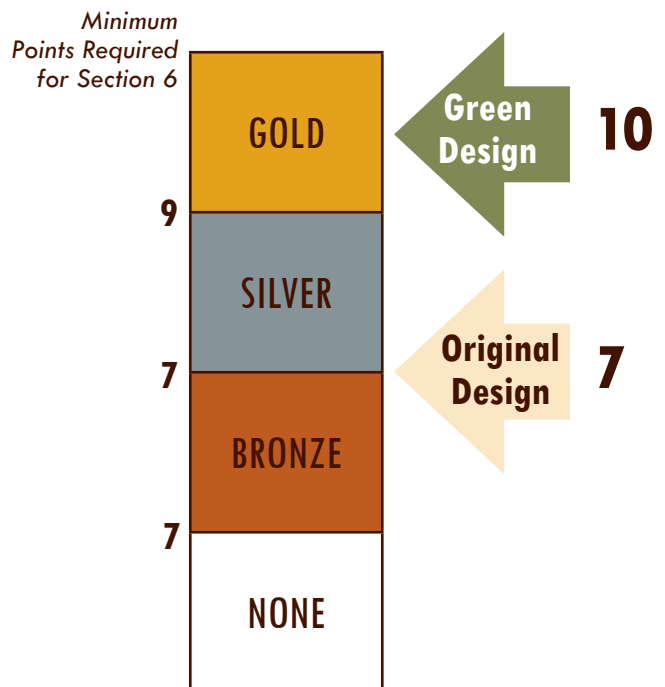 Minimum
Points Required
for Section 6
GOLD
Green
Design
10
9
SILVER
Original
Design
7
7
BRONZE
7
NONE